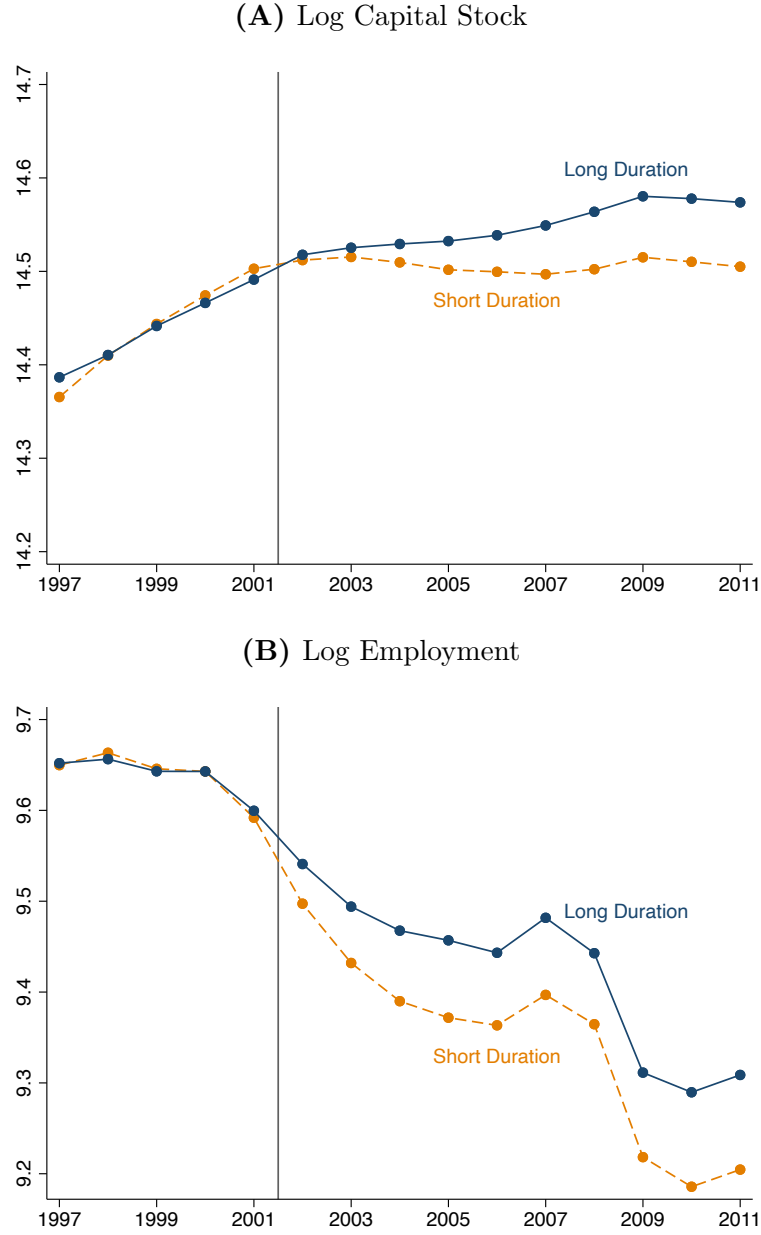 (A) Log Capital Stock
14.7
14.6
14.5
14.4
14.3
14.2
Long Duration
Short Duration
1997 1999 2001 2003 2005 2007 2009 2011
(B) Log Employment
9.7
9.6
9.5
9.4
9.3
9.2
Long Duration
Short Duration
1997 1999 2001 2003 2005 2007 2009 2011